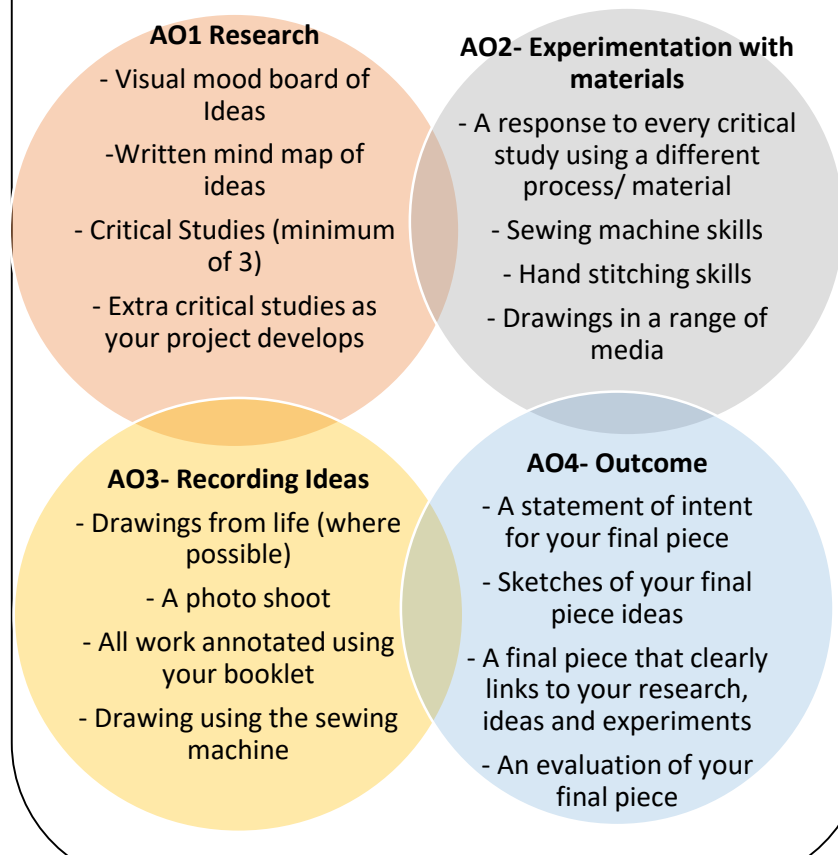 AO1 Research
- Visual mood board of
Ideas
-Written mind map of
ideas
- Critical Studies (minimum
of 3)
- Extra critical studies as
your project develops
AO2- Experimentation with
materials
- A response to every critical
study using a different
process/ material
- Sewing machine skills
- Hand stitching skills
- Drawings in a range of
media
AO3- Recording Ideas
- Drawings from life (where
possible)
- A photo shoot
- All work annotated using
your booklet
- Drawing using the sewing
machine
AO4- Outcome
- A statement of intent
for your final piece
- Sketches of your final
piece ideas
- A final piece that clearly
links to your research,
ideas and experiments
- An evaluation of your
final piece